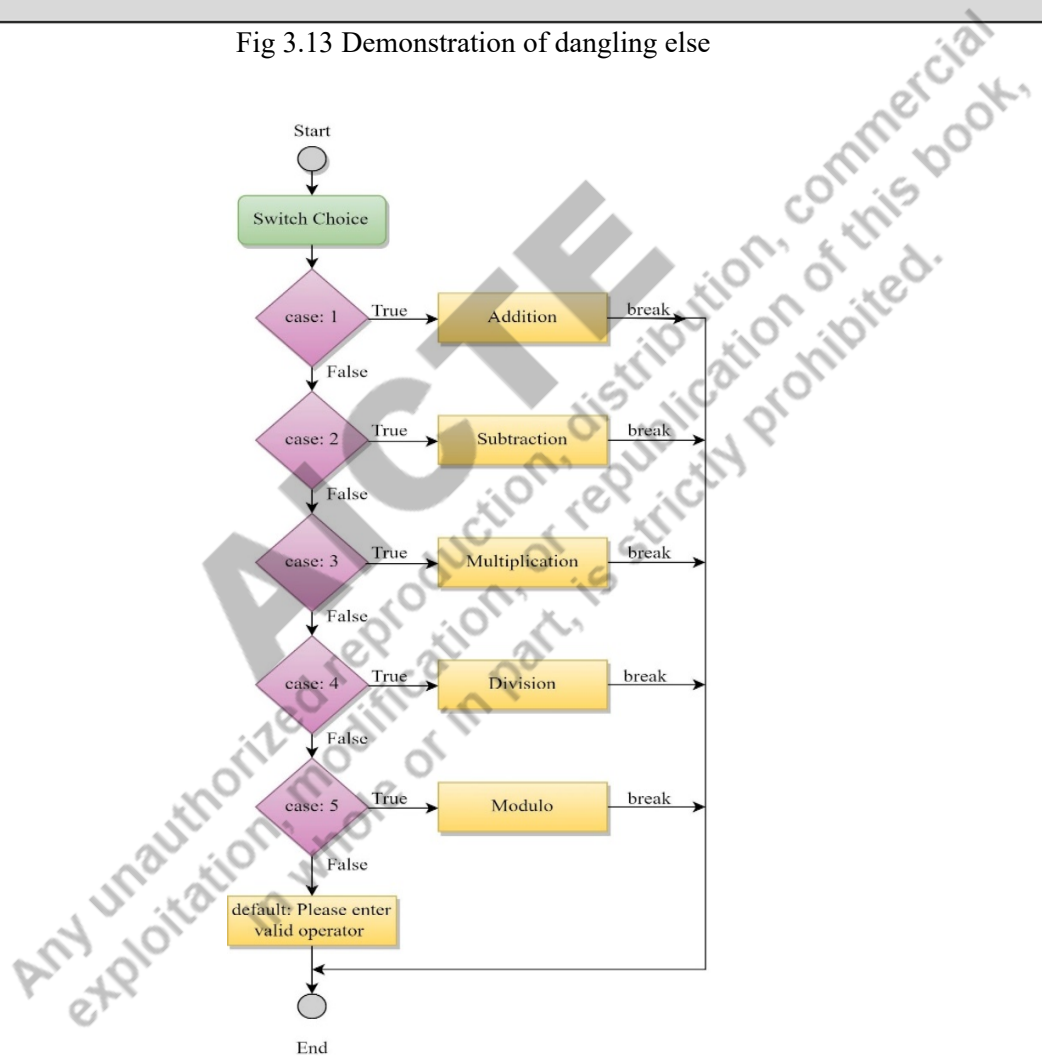 Fig 3.13 Demonstration of dangling else
Start
Switch Choice
case: 1
True
Addition
break
False
case: 2
True
Subtraction
break
False
case: 3
True
Multiplication
break
False
case: 4
True
Division
break
False
case: 5
True
Modulo
break
False
default: Please enter
valid operator
End
AICTE
Any unauthorized reproduction, distribution, commercial
exploitation, modification, or republication of this book,
in whole or in part, is strictly prohibited.